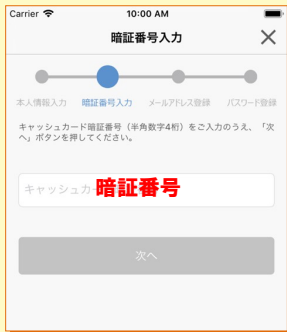 Carrier 10:00 AM
暗証番号入力
本人情報入力 暗証番号入力 メールアドレス登録 パスワード登録
キャッシュカード暗証番号（半角数字4桁）をご入力のうえ、「次
へ」ボタンを押してください。
キャッシュカ
暗証番号
次へ